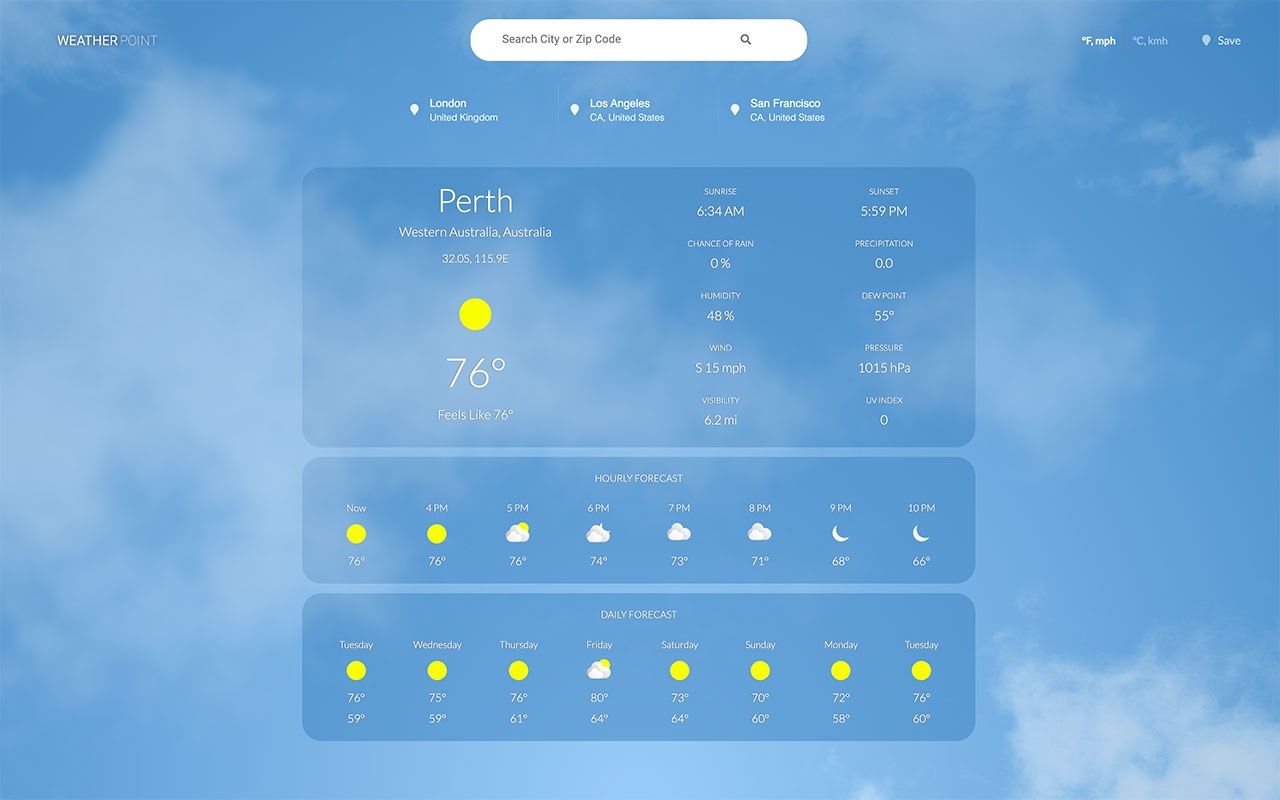 WEATHER POINT
Search City or Zip Code
°F, mph
°C, kmh
Save
London
United Kingdom
Los Angeles
CA, United States
San Francisco
CA, United States
Perth
Western Australia, Australia
32.0S, 115.9E
76°
Feels Like 76°
SUNRISE
6:34 AM
SUNSET
5:59 PM
CHANCE OF RAIN
0 %
PRECIPITATION
0.0
HUMIDITY
48 %
DEW POINT
55°
WIND
S 15 mph
PRESSURE
1015 hPa
VISIBILITY
6.2 mi
UV INDEX
0
HOURLY FORECAST
Now 4 PM 5 PM 6 PM 7 PM 8 PM 9 PM 10 PM
76° 76° 76° 74° 73° 71° 68° 66°
DAILY FORECAST
Tuesday Wednesday Thursday Friday Saturday Sunday Monday Tuesday
76° 75° 76° 80° 73° 70° 72° 76°
59° 59° 61° 64° 64° 60° 58° 60°